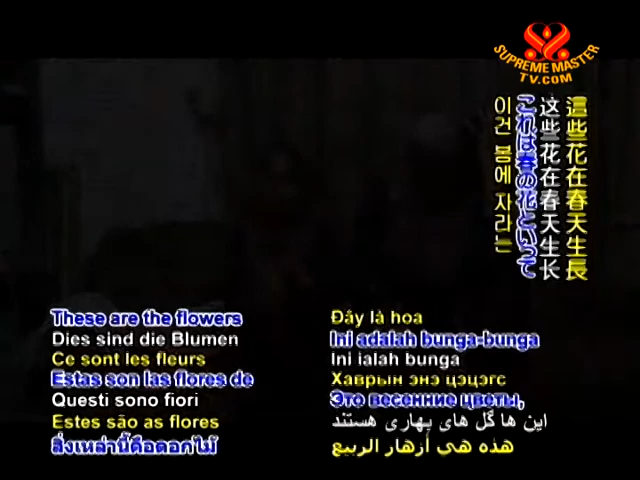 SUPREME MASTER
TV.COM
這些花在春天生長
这些花在春天生长
これは春の花といって
이건 봄에 자라는
These are the flowers
Dies sind die Blumen
Ce sont les fleurs
Estas son las flores de
Questi sono fiori
Estes são as flores
สิ่งเหล่านี้คือดอกไม้
Đây là hoa
Ini adalah bunga-bunga
Ini ialah bunga
Хаврын энэ цэцэгс
Это весенние цветы,
این ها گل های بهاری هستند
هذه هي أزهار الربيع